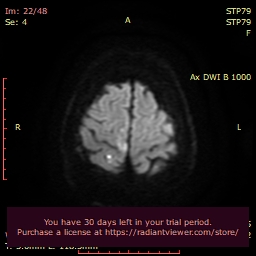 Im: 22/48
STP79
Se: 4
STP79
F
A
Ax DWI B 1000
R
L
You have 30 days left in your trial period.
Purchase a license at https://radiantviewer.com/store/